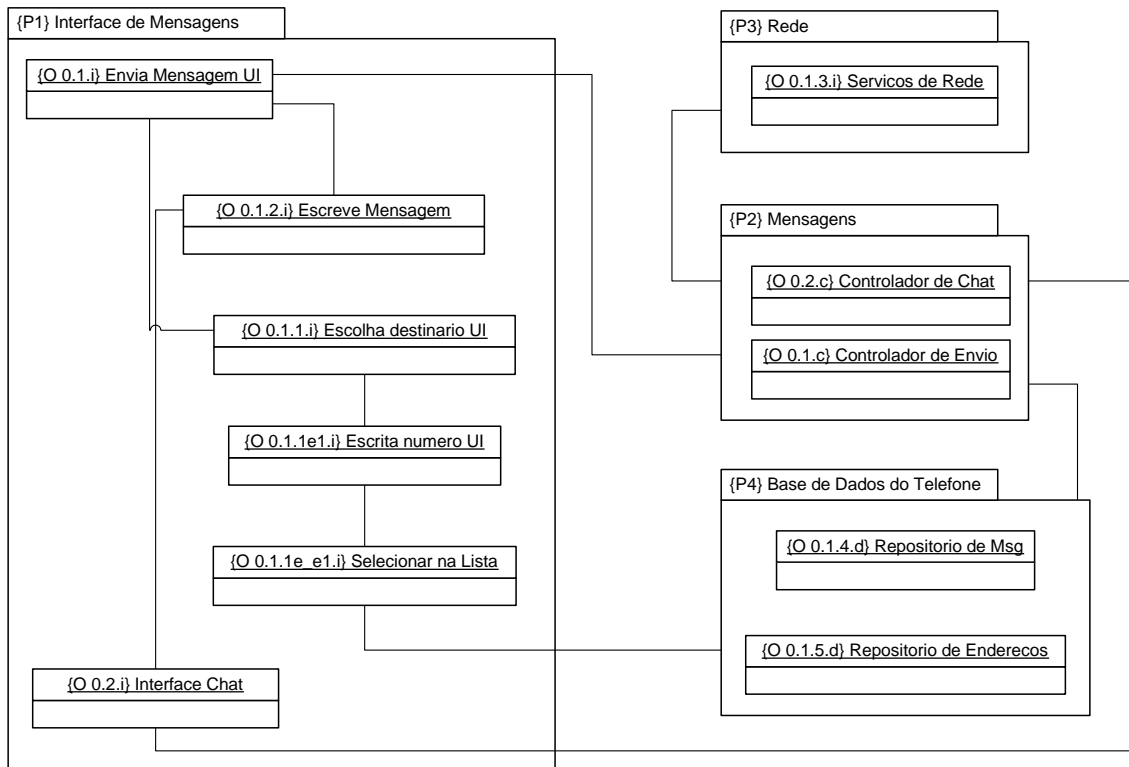 {P1} Interface de Mensagens
{O 0.1.i} Envia Mensagem UI
{O 0.1.2.i} Escreve Mensagem
{O 0.1.1.i} Escolha destinario UI
{O 0.1.1e1.i} Escrita numero UI
{O 0.1.1e_e1.i} Selecionar na Lista
{O 0.2.i} Interface Chat
{P3} Rede
{O 0.1.3.i} Servicos de Rede
{P2} Mensagens
{O 0.2.c} Controlador de Chat
{O 0.1.c} Controlador de Envio
{P4} Base de Dados do Telefone
{O 0.1.4.d} Repositorio de Msg
{O 0.1.5.d} Repositorio de Enderecos